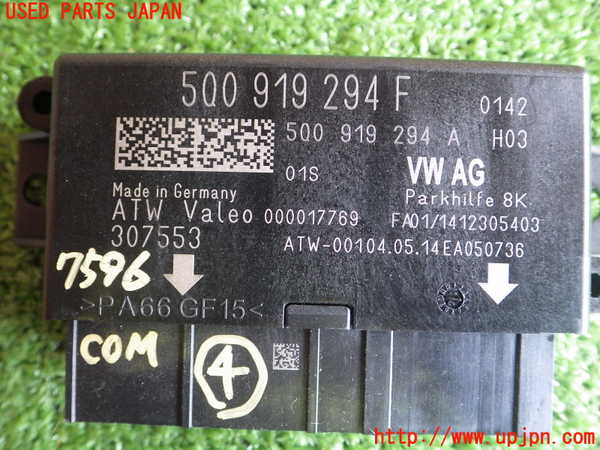 USED PARTS JAPAN
5Q0 919 294 F
0142
5Q0 919 294 A H03
01S VW AG
Parkhilfe 8K
Made in Germany
ATW Valeo 000017769 FA01/1412305403
307553 ATW-00104.05.14EA050736
7596
>PA66 GF15<
COM 4
http://www.upjpn.com/